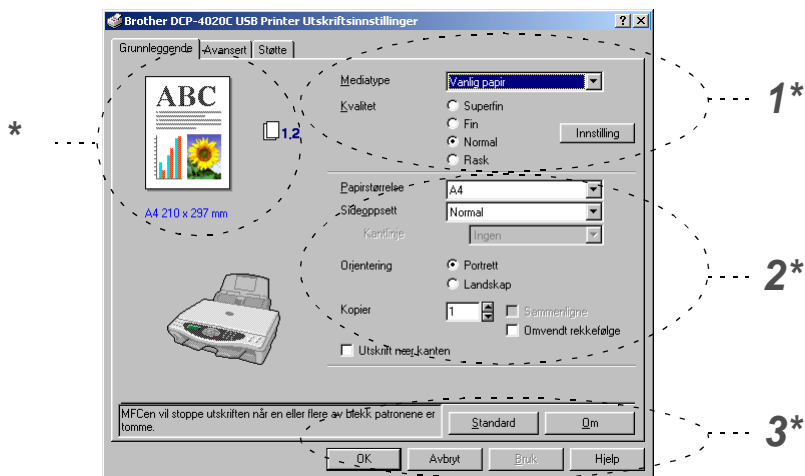 Brother DCP-4020C USB Printer Utskriftsinnstillinger
Grunnleggende Avansert Støtte
ABC
1,2
A4 210 x 297 mm
*
Mediatype Vanlig papir
Kvalitet Superfin
Fin
Normal
Rask
Innstilling
1*
Papirstørrelse A4
Sideoppsett Normal
Kantlinje Ingen
Orjentering Portrett
Landskap
Kopier 1 Sammenligne
Omvendt rekkefølge
Utskrift nær kanten
2*
MFCen vil stoppe utskriften når en eller flere av blekk patronene er
tomme.
Standard Om
3*
OK Avbryt Bruk Hjelp